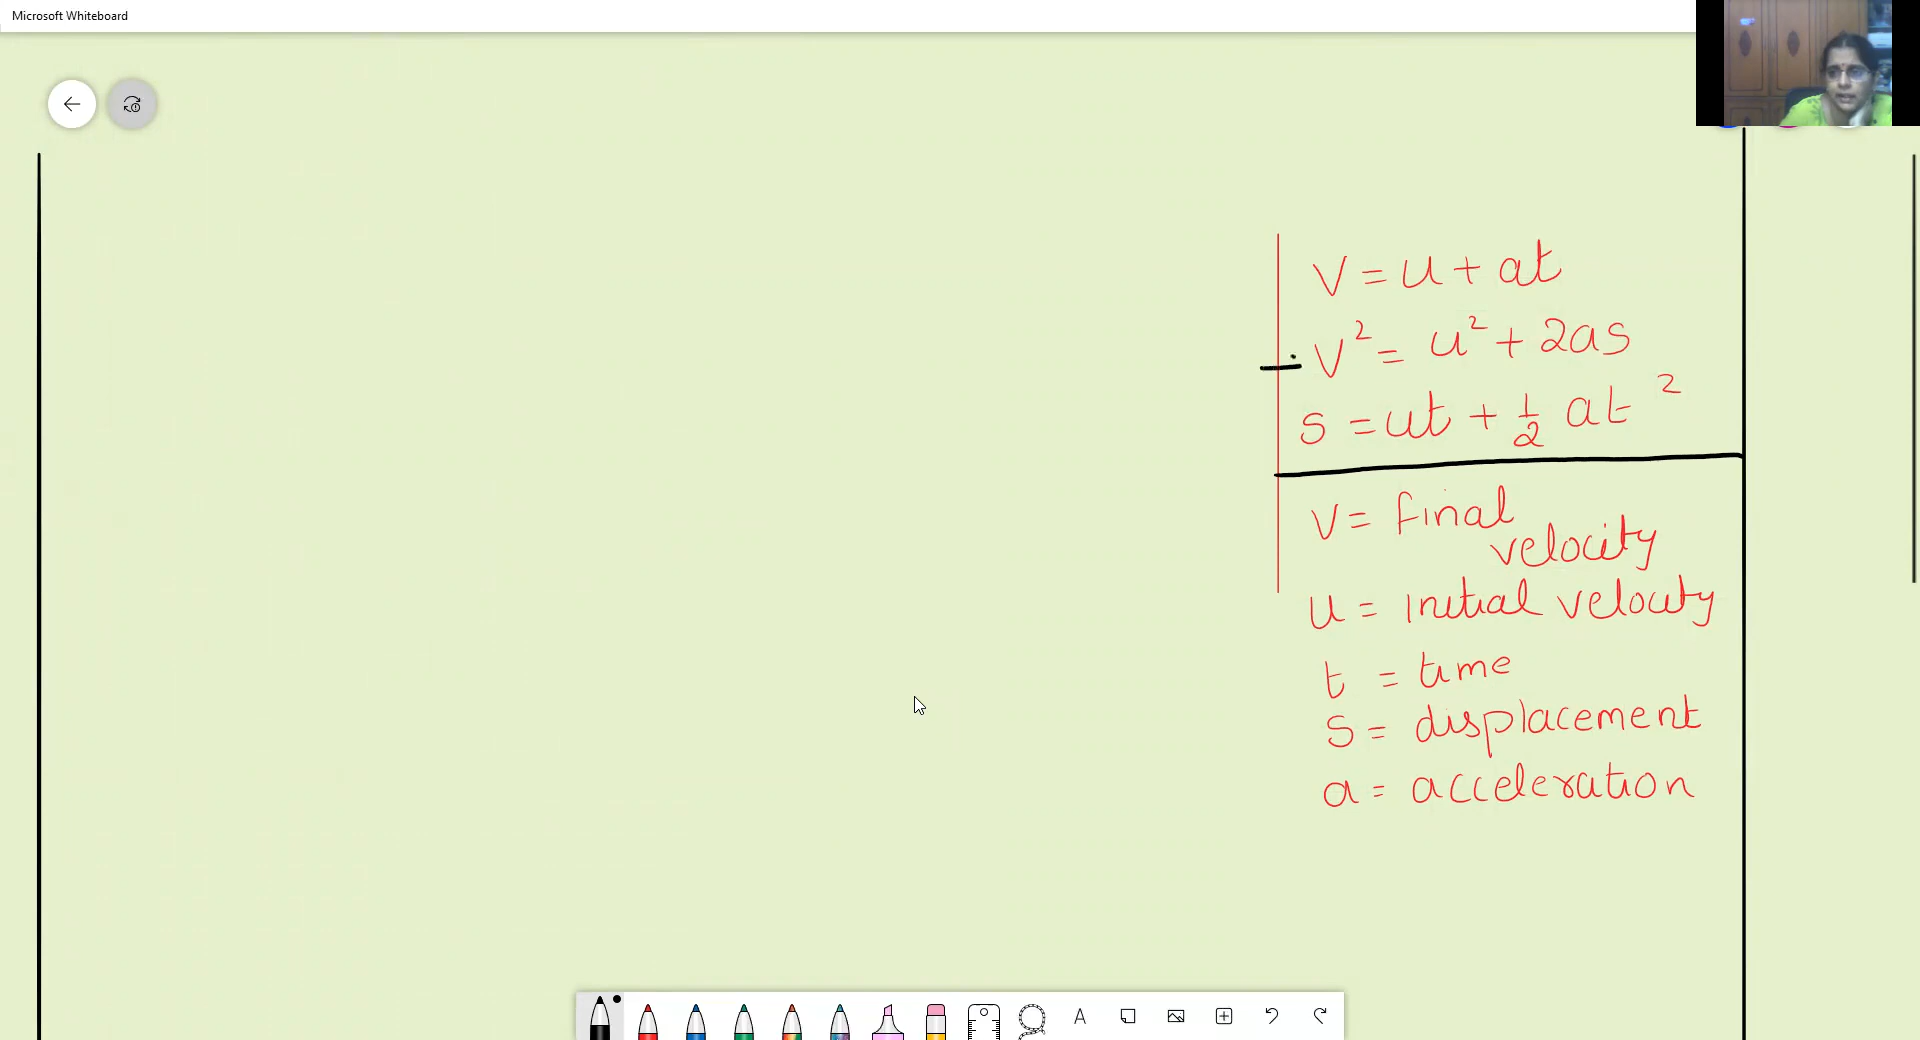 Microsoft Whiteboard
v = u + at
v² = u² + 2as
s = ut + ½ at²
v = final
velocity
u = initial velocity
t = time
s = displacement
a = acceleration
A